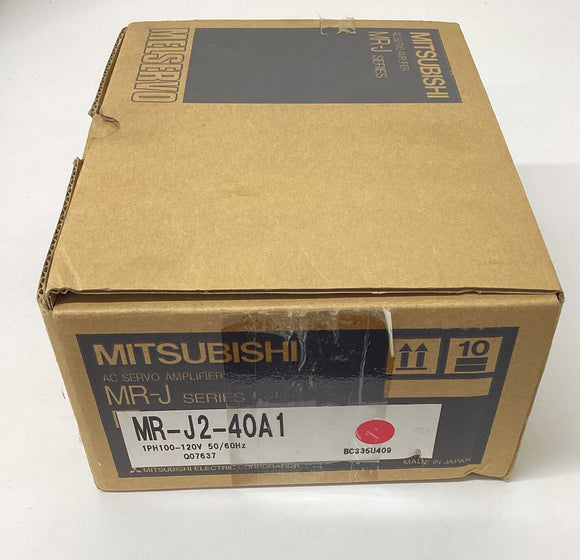 MITSUBISHI
AC SERVO AMPLIFIER
MR-J SERIES
MELSERVO
MITSUBISHI
AC SERVO AMPLIFIER
MR-J SERIES
10
MR-J2-40A1
1PH100-120V 50/60Hz
Q07637
BC335U409
MITSUBISHI ELECTRIC CORPORATION
MADE IN JAPAN